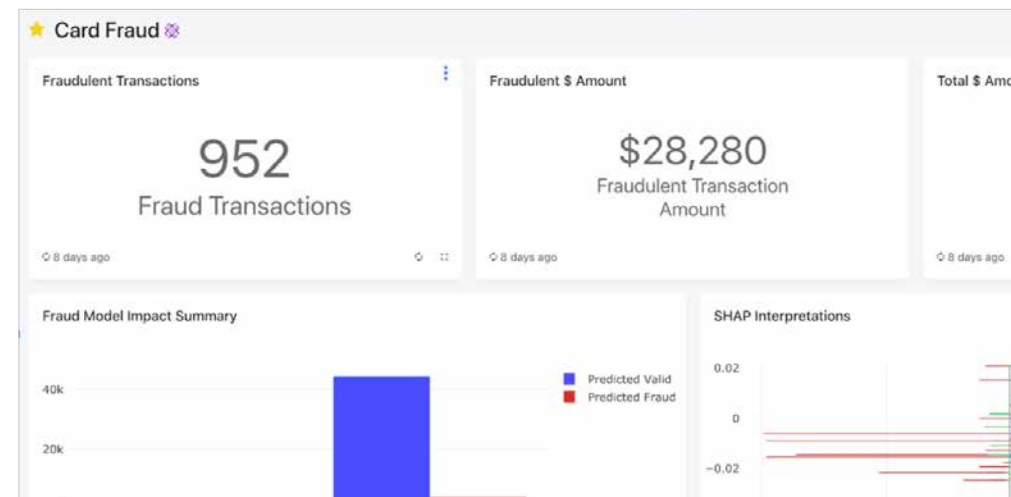 Card Fraud
Fraudulent Transactions
Fraudulent $ Amount
Total $ Amo
952
Fraud Transactions
$28,280
Fraudulent Transaction
Amount
8 days ago
8 days ago
8 days ago
Fraud Model Impact Summary
SHAP Interpretations
Predicted Valid
Predicted Fraud
40k
20k
0.02
0
−0.02